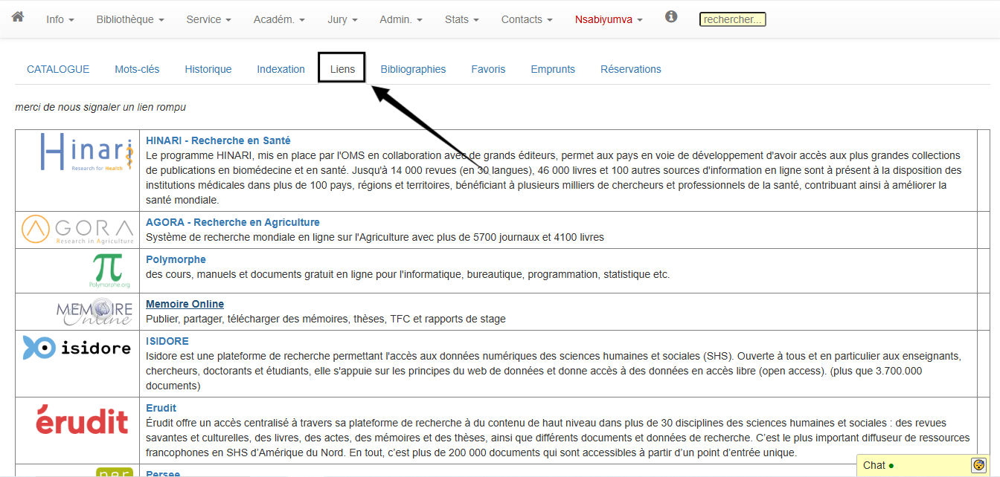 Info Bibliothèque Service Académ. Jury Admin. Stats Contacts Nsabiyumva rechercher...
CATALOGUE Mots-clés Historique Indexation Liens Bibliographies Favoris Emprunts Réservations
merci de nous signaler un lien rompu
Hinari
Research for Health
HINARI - Recherche en Santé
Le programme HINARI, mis en place par l'OMS en collaboration avec de grands éditeurs, permet aux pays en voie de développement d'avoir accès aux plus grandes collections
de publications en biomédecine et en santé. Jusqu'à 14 000 revues (en 30 langues), 46 000 livres et 100 autres sources d'information en ligne sont à présent à la disposition des
institutions médicales dans plus de 100 pays, régions et territoires, bénéficiant à plusieurs milliers de chercheurs et professionnels de la santé, contribuant ainsi à améliorer la
santé mondiale.
AGORA
Research in Agriculture
AGORA - Recherche en Agriculture
Système de recherche mondiale en ligne sur l'Agriculture avec plus de 5700 journaux et 4100 livres
π
Polymorphe.org
Polymorphe
des cours, manuels et documents gratuit en ligne pour l'informatique, bureautique, programmation, statistique etc.
MEMOIRE
Online
Memoire Online
Publier, partager, télécharger des mémoires, thèses, TFC et rapports de stage
isidore
ISIDORE
Isidore est une plateforme de recherche permettant l'accès aux données numériques des sciences humaines et sociales (SHS). Ouverte à tous et en particulier aux enseignants,
chercheurs, doctorants et étudiants, elle s'appuie sur les principes du web de données et donne accès à des données en accès libre (open access). (plus que 3.700.000
documents)
érudit
Erudit
Érudit offre un accès centralisé à travers sa plateforme de recherche à du contenu de haut niveau dans plus de 30 disciplines des sciences humaines et sociales : des revues
savantes et culturelles, des livres, des actes, des mémoires et des thèses, ainsi que différents documents et données de recherche. C'est le plus important diffuseur de ressources
francophones en SHS d'Amérique du Nord. En tout, c'est plus de 200 000 documents qui sont accessibles à partir d'un point d'entrée unique.
per
Persee
Chat